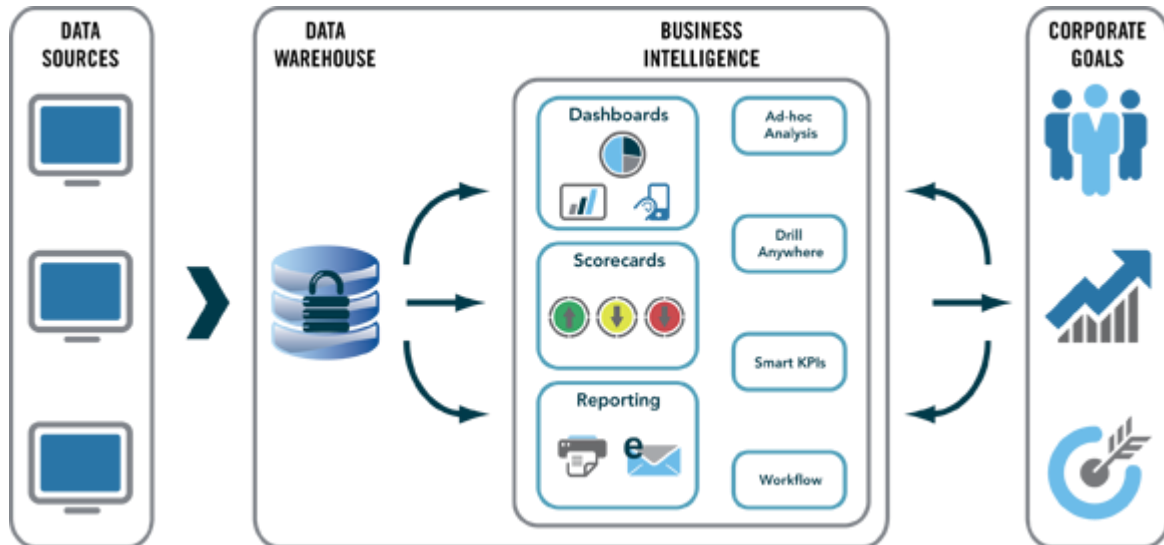 DATA
SOURCES
DATA
WAREHOUSE
BUSINESS
INTELLIGENCE
Dashboards
Scorecards
Reporting
e
Ad-hoc
Analysis
Drill
Anywhere
Smart KPIs
Workflow
CORPORATE
GOALS